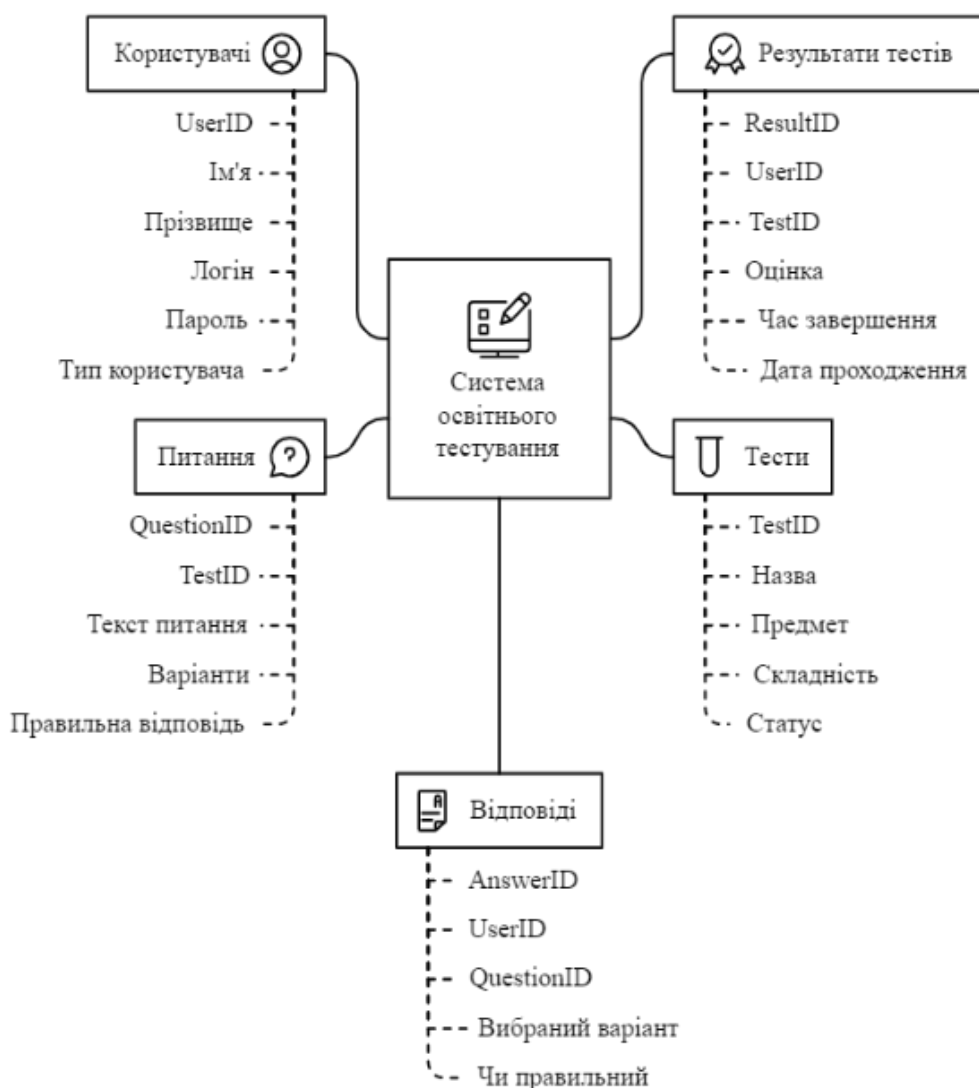 Користувачі
UserID
Ім'я
Прізвище
Логін
Пароль
Тип користувача
Результати тестів
ResultID
UserID
TestID
Оцінка
Час завершення
Дата проходження
Система
освітнього
тестування
Питання
QuestionID
TestID
Текст питання
Варіанти
Правильна відповідь
Тести
TestID
Назва
Предмет
Складність
Статус
Відповіді
AnswerID
UserID
QuestionID
Вибраний варіант
Чи правильний